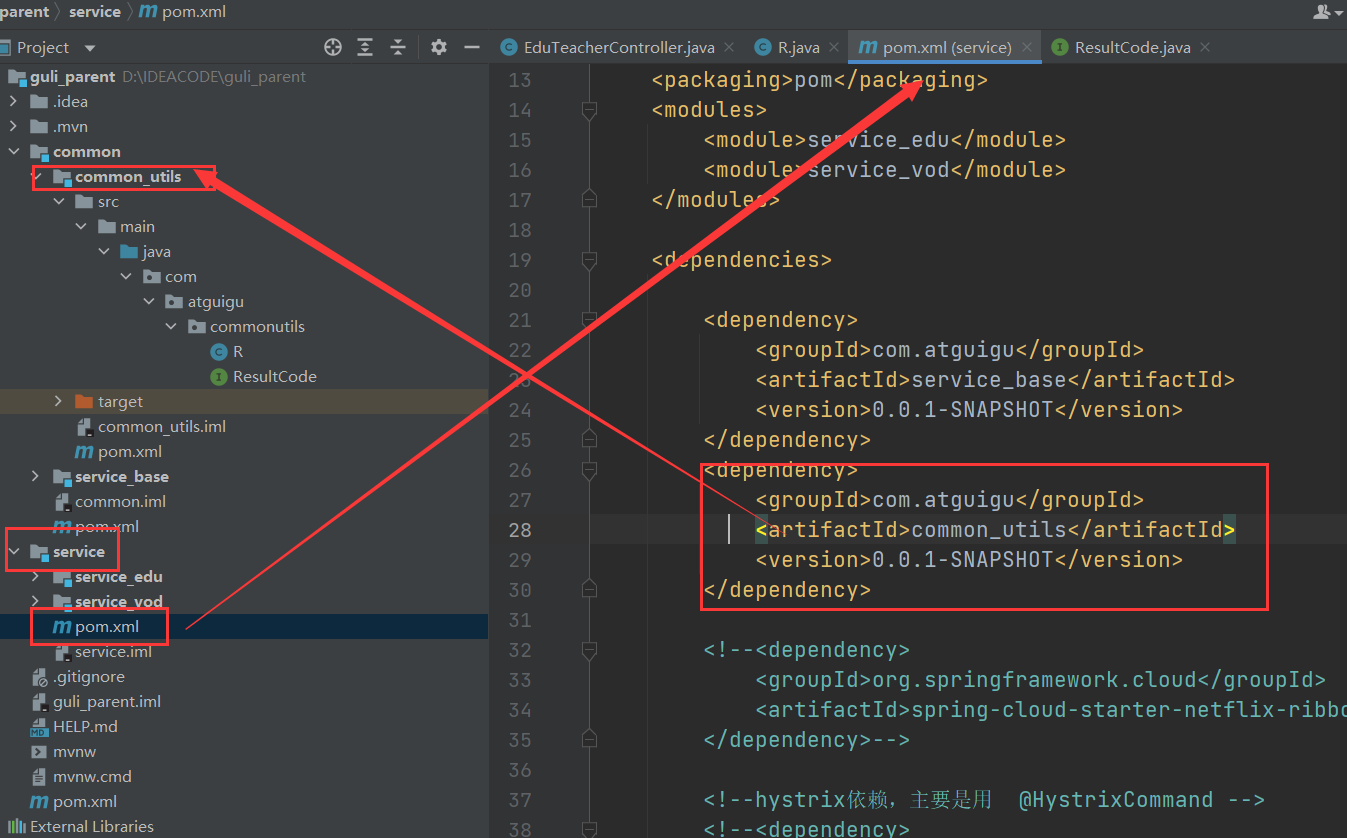 parent service pom.xml
Project
EduTeacherController.java R.java pom.xml (service) ResultCode.java
guli_parent D:\IDEACODE\guli_parent
.idea
.mvn
common
common_utils
src
main
java
com
atguigu
commonutils
R
ResultCode
target
common_utils.iml
pom.xml
service_base
common.iml
pom.xml
service
service_edu
service_vod
pom.xml
service.iml
.gitignore
guli_parent.iml
HELP.md
mvnw
mvnw.cmd
pom.xml
External Libraries
13 <packaging>pom</packaging>
14 <modules>
15 <module>service_edu</module>
16 <module>service_vod</module>
17 </modules>
18
19 <dependencies>
20
21 <dependency>
22 <groupId>com.atguigu</groupId>
23 <artifactId>service_base</artifactId>
24 <version>0.0.1-SNAPSHOT</version>
25 </dependency>
26 <dependency>
27 <groupId>com.atguigu</groupId>
28 <artifactId>common_utils</artifactId>
29 <version>0.0.1-SNAPSHOT</version>
30 </dependency>
31
32 <!--<dependency>
33 <groupId>org.springframework.cloud</groupId>
34 <artifactId>spring-cloud-starter-netflix-ribbo
35 </dependency>-->
36
37 <!--hystrix依赖，主要是用 @HystrixCommand -->
38 <!--<dependency>